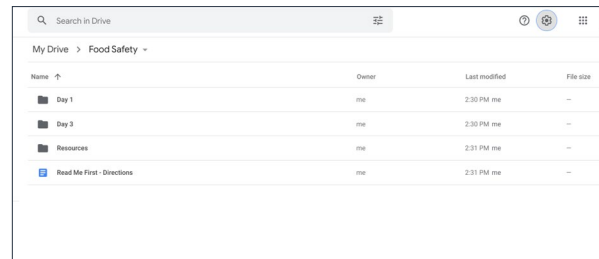 Search in Drive
My Drive > Food Safety
Name ↑ Owner Last modified File size
Day 1 me 2:30 PM me –
Day 3 me 2:30 PM me –
Resources me 2:31 PM me –
Read Me First - Directions me 2:31 PM me –